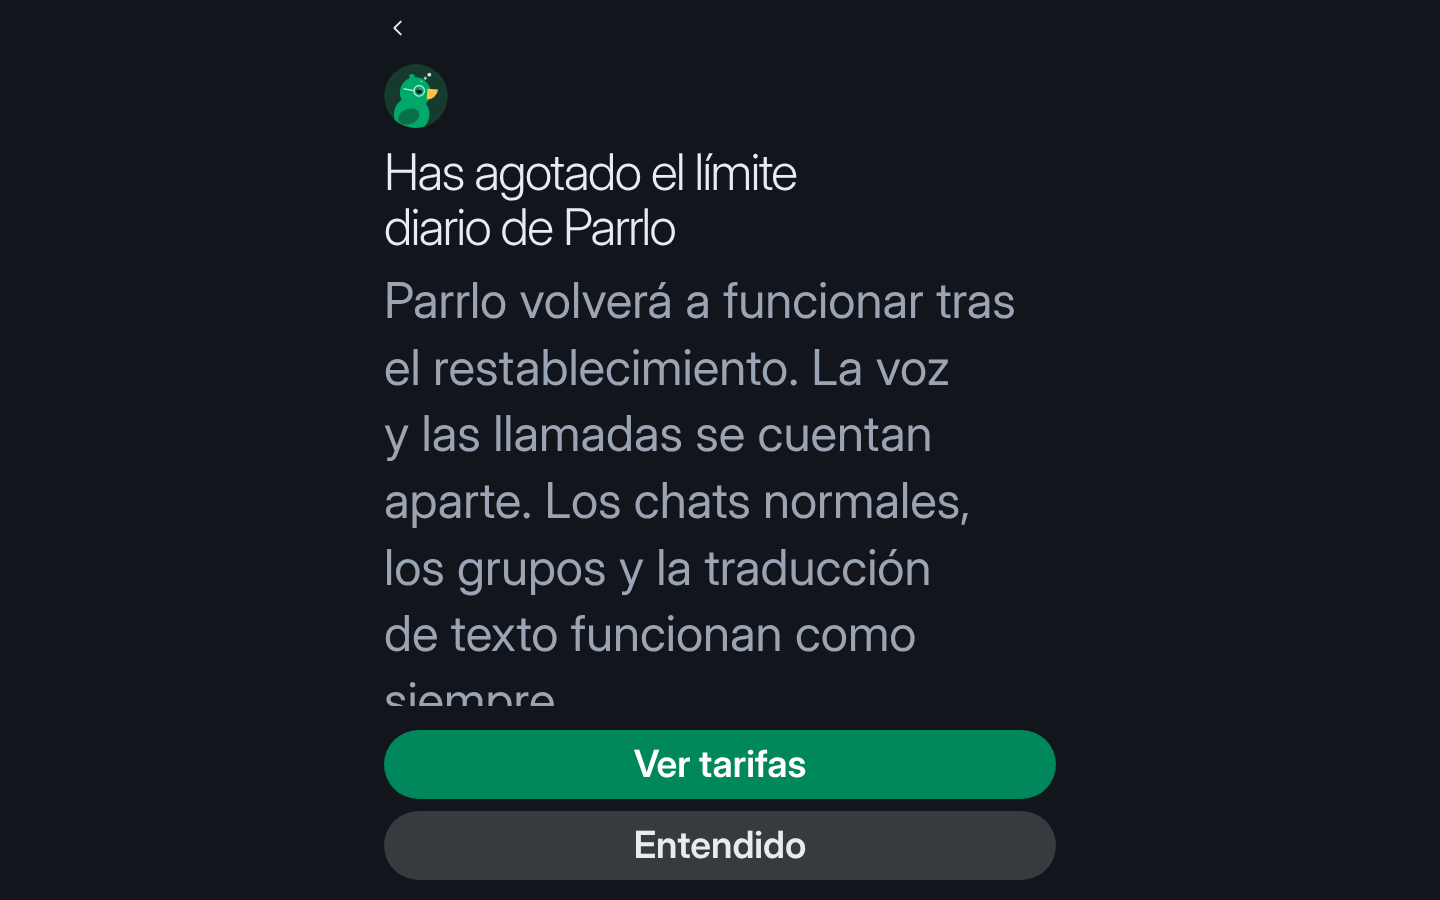 Has agotado el límite
diario de Parrlo
Parrlo volverá a funcionar tras
el restablecimiento. La voz
y las llamadas se cuentan
aparte. Los chats normales,
los grupos y la traducción
de texto funcionan como
siempre
Ver tarifas
Entendido